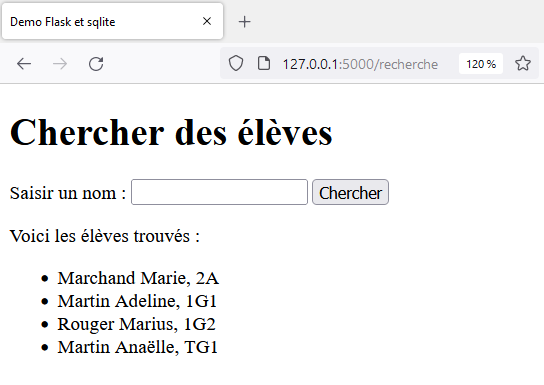 Demo Flask et sqlite
127.0.0.1:5000/recherche
120 %
Chercher des élèves
Saisir un nom : Chercher
Voici les élèves trouvés :
Marchand Marie, 2A
Martin Adeline, 1G1
Rouger Marius, 1G2
Martin Anaëlle, TG1